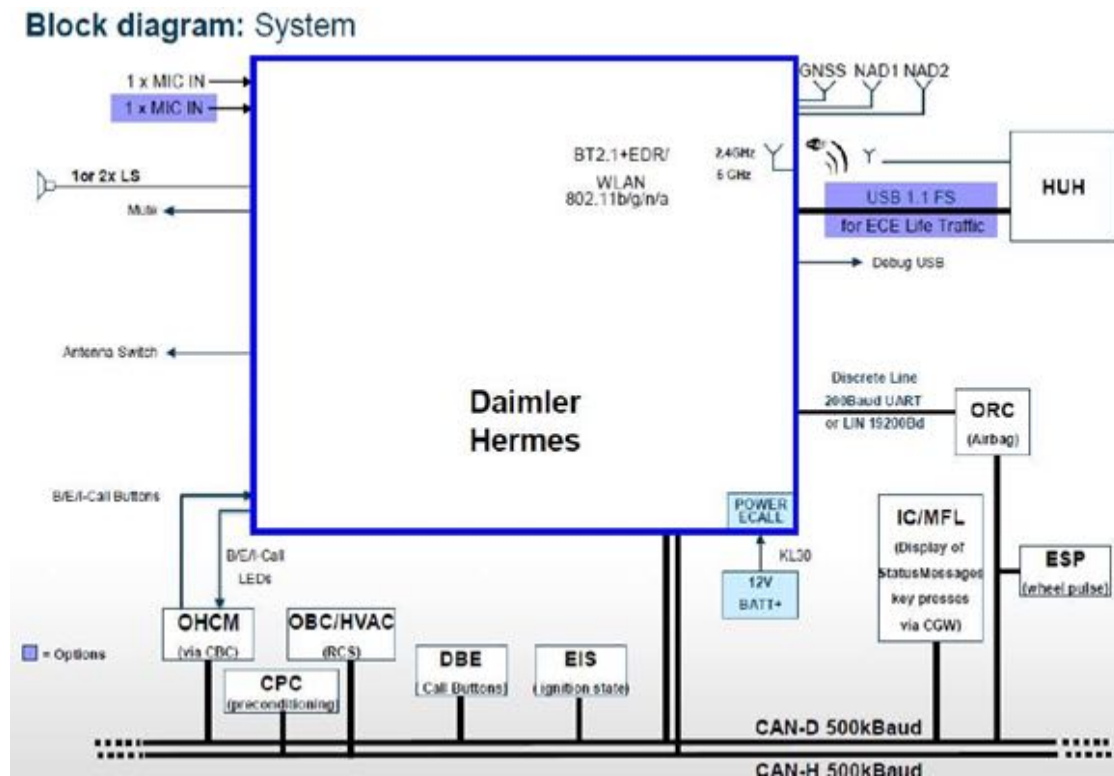 Block diagram: System
1 x MIC IN
1 x MIC IN
1or 2x LS
Mute
Antenna Switch
B/E/I-Call Buttons
B/E/I-Call
LEDs
GNSS NAD1 NAD2
BT2.1+EDR/
WLAN
802.11b/g/n/a
2.4GHz
5 GHz
HUH
USB 1.1 FS
for ECE Life Traffic
Debug USB
Daimler
Hermes
Discrete Line
200Baud UART
or LIN 19200Bd
ORC
(Airbag)
POWER
ECALL
KL30
12V
BATT+
IC/MFL
(Display of
StatusMessages
key presses
via CGW)
ESP
(wheel pulse)
OHCM
(via CBC)
OBC/HVAC
(RCS)
CPC
(preconditioning)
DBE
( Call Buttons)
EIS
(ignition state)
= Options
CAN-D 500kBaud
CAN-H 500kBaud